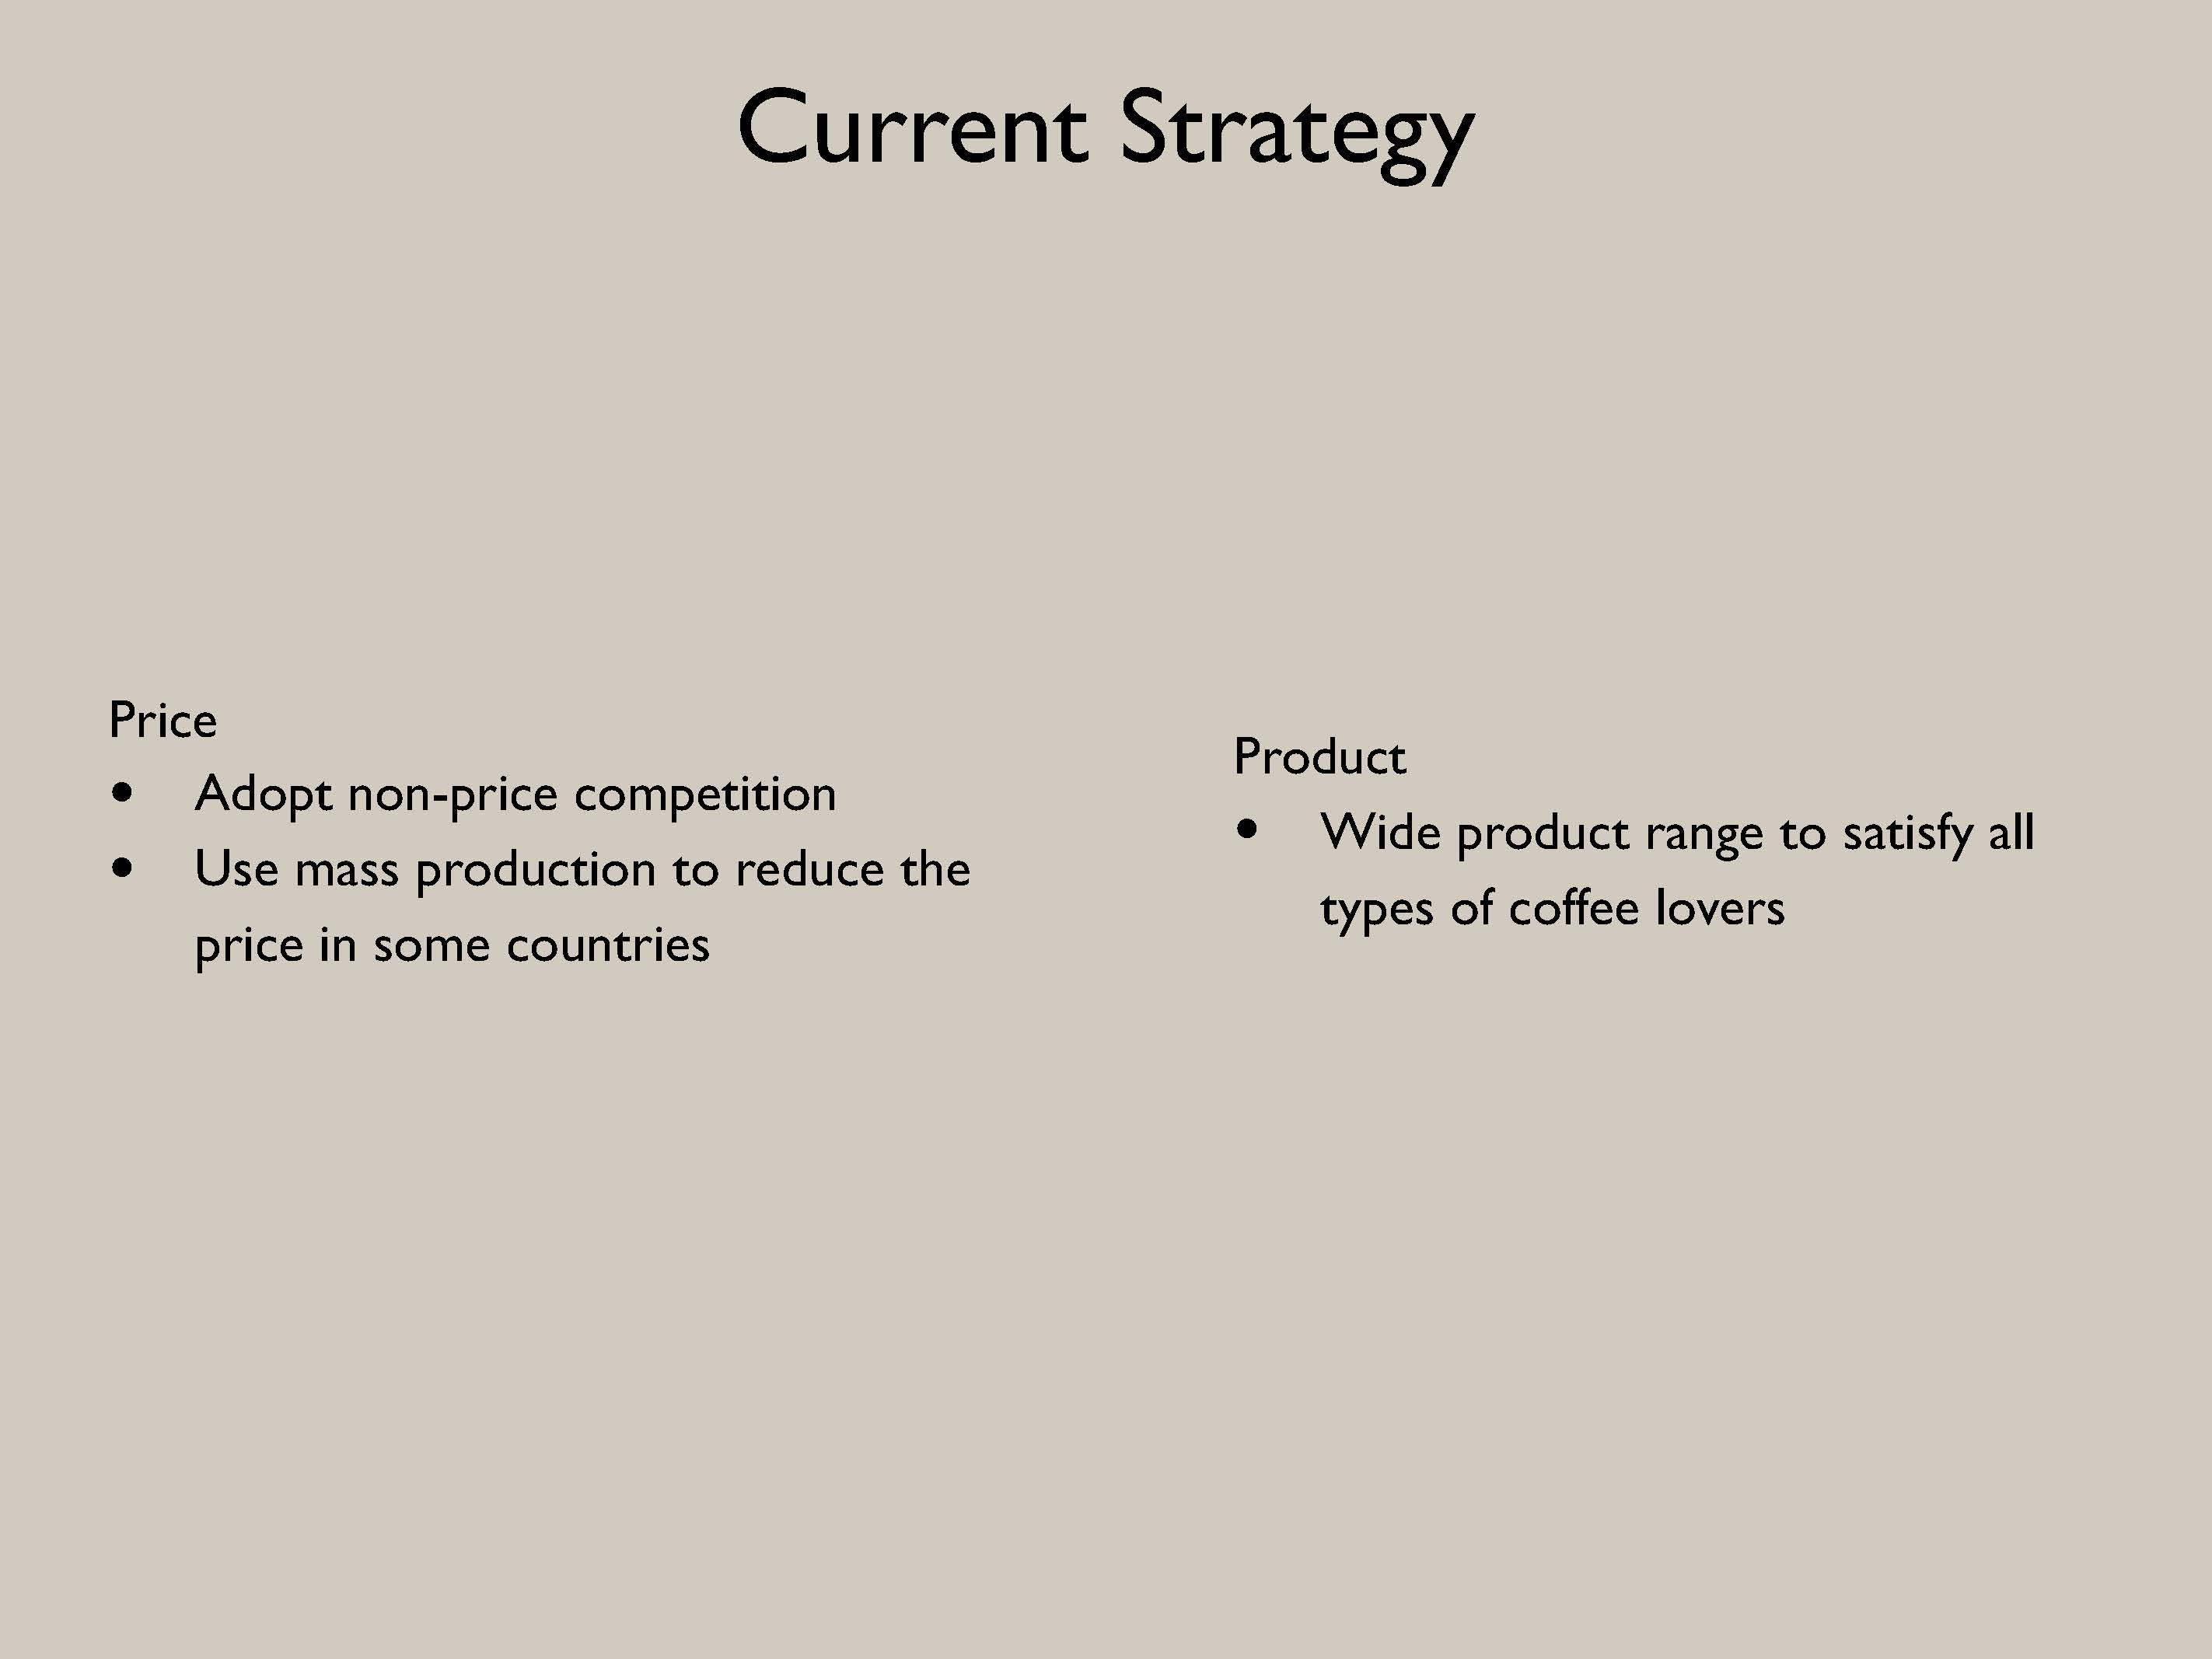 Current Strategy
Price
• Adopt non-price competition
• Use mass production to reduce the
price in some countries
Product
• Wide product range to satisfy all
types of coffee lovers